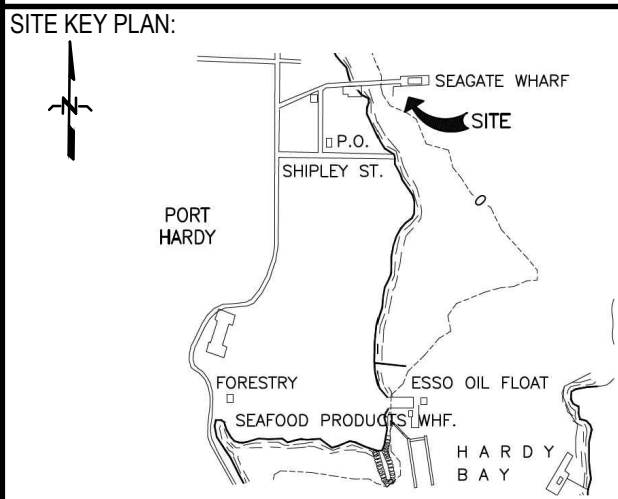 SITE KEY PLAN:
N
SEAGATE WHARF
SITE
P.O.
SHIPLEY ST.
0
PORT
HARDY
FORESTRY
ESSO OIL FLOAT
SEAFOOD PRODUCTS WHF.
HARDY
BAY